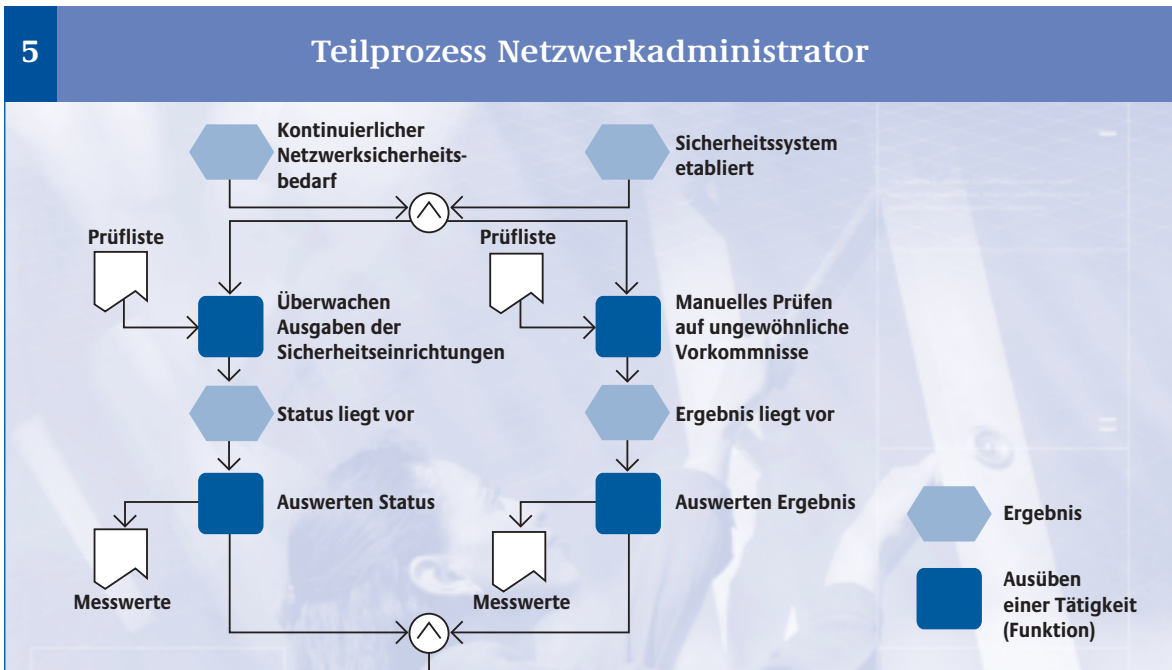 5
Teilprozess Netzwerkadministrator
Kontinuierlicher
Netzwerksicherheits-
bedarf
Sicherheitssystem
etabliert
Prüfliste
Prüfliste
Überwachen
Ausgaben der
Sicherheitseinrichtungen
Manuelles Prüfen
auf ungewöhnliche
Vorkommnisse
Status liegt vor
Ergebnis liegt vor
Auswerten Status
Auswerten Ergebnis
Messwerte
Messwerte
Ergebnis
Ausüben
einer Tätigkeit
(Funktion)